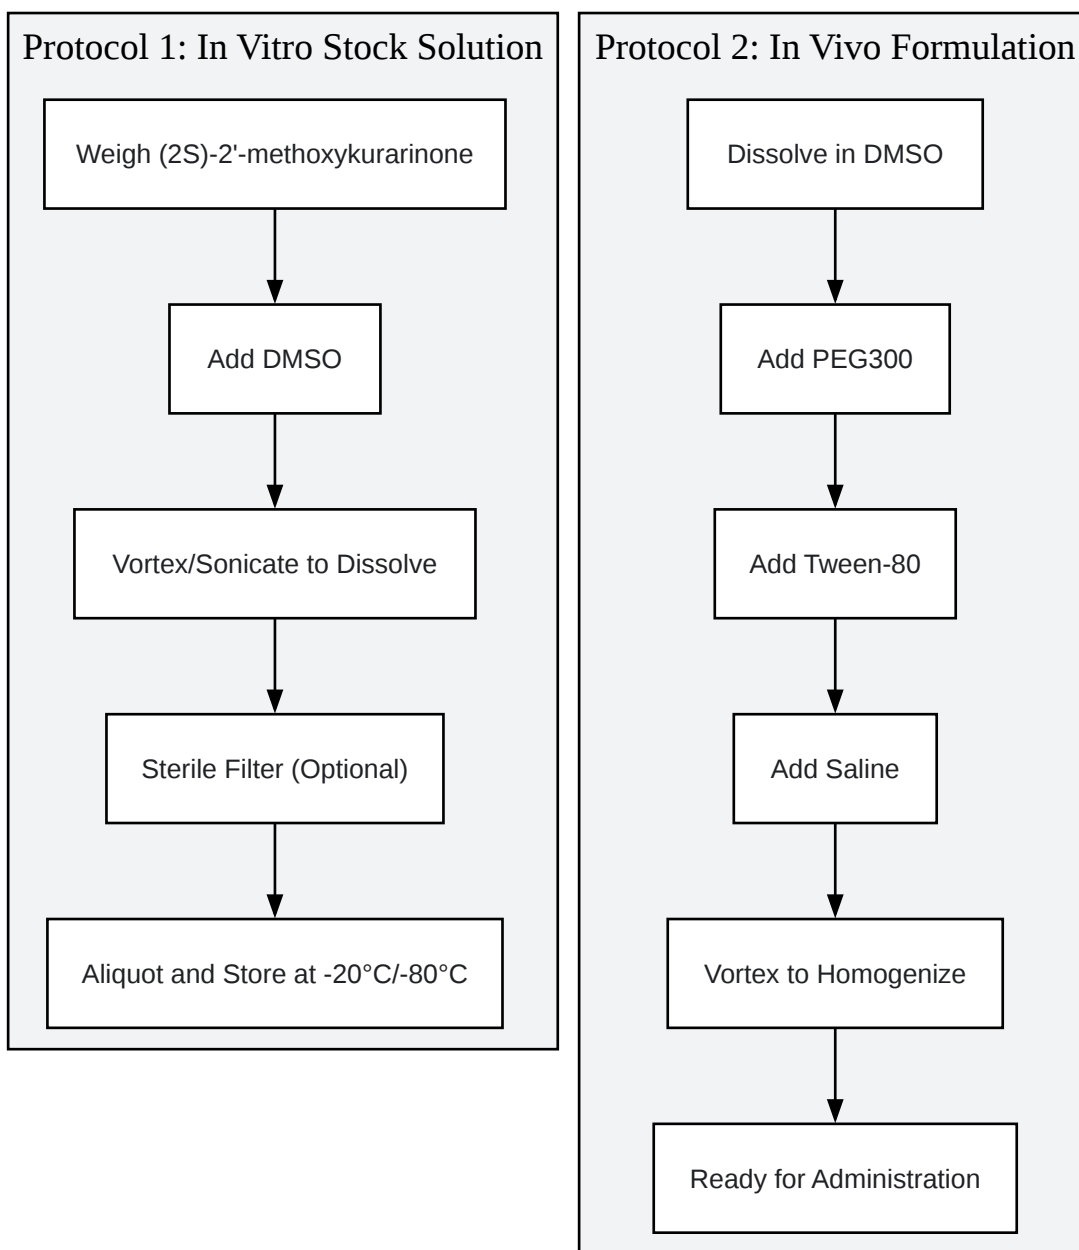 Protocol 1: In Vitro Stock Solution
Weigh (2S)-2'-methoxykurarinone
Add DMSO
Vortex/Sonicate to Dissolve
Sterile Filter (Optional)
Aliquot and Store at -20°C/-80°C
Protocol 2: In Vivo Formulation
Dissolve in DMSO
Add PEG300
Add Tween-80
Add Saline
Vortex to Homogenize
Ready for Administration